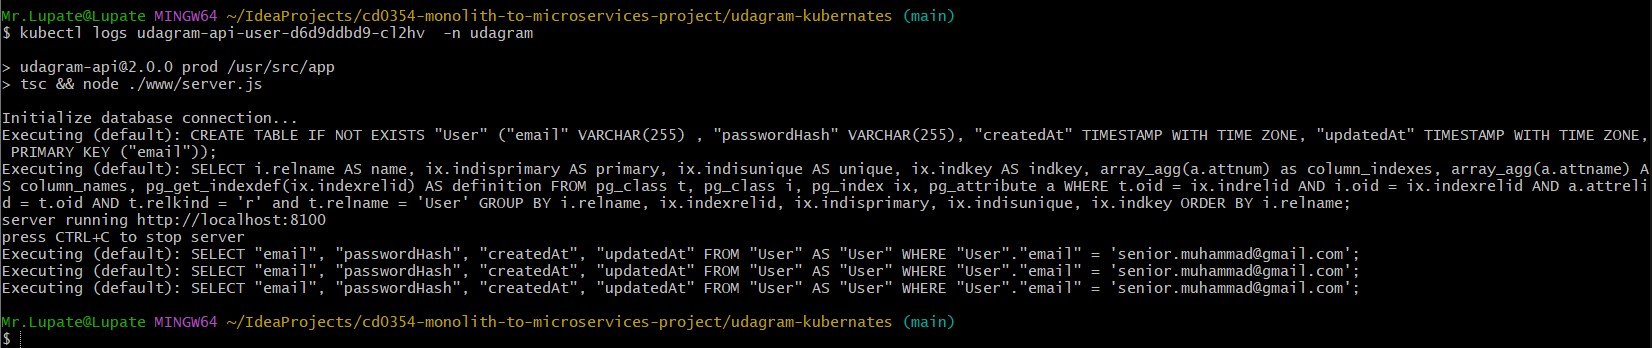 Mr.Lupate@Lupate MINGW64 ~/IdeaProjects/cd0354-monolith-to-microservices-project/udagram-kubernates (main)
$ kubectl logs udagram-api-user-d6d9ddbd9-cl2hv  -n udagram
> udagram-api@2.0.0 prod /usr/src/app
> tsc && node ./www/server.js
Initialize database connection...
Executing (default): CREATE TABLE IF NOT EXISTS "User" ("email" VARCHAR(255) , "passwordHash" VARCHAR(255), "createdAt" TIMESTAMP WITH TIME ZONE, "updatedAt" TIMESTAMP WITH TIME ZONE,
 PRIMARY KEY ("email"));
Executing (default): SELECT i.relname AS name, ix.indisprimary AS primary, ix.indisunique AS unique, ix.indkey AS indkey, array_agg(a.attnum) as column_indexes, array_agg(a.attname) A
S column_names, pg_get_indexdef(ix.indexrelid) AS definition FROM pg_class t, pg_class i, pg_index ix, pg_attribute a WHERE t.oid = ix.indrelid AND i.oid = ix.indexrelid AND a.attreli
d = t.oid AND t.relkind = 'r' and t.relname = 'User' GROUP BY i.relname, ix.indexrelid, ix.indisprimary, ix.indisunique, ix.indkey ORDER BY i.relname;
server running http://localhost:8100
press CTRL+C to stop server
Executing (default): SELECT "email", "passwordHash", "createdAt", "updatedAt" FROM "User" AS "User" WHERE "User"."email" = 'senior.muhammad@gmail.com';
Executing (default): SELECT "email", "passwordHash", "createdAt", "updatedAt" FROM "User" AS "User" WHERE "User"."email" = 'senior.muhammad@gmail.com';
Executing (default): SELECT "email", "passwordHash", "createdAt", "updatedAt" FROM "User" AS "User" WHERE "User"."email" = 'senior.muhammad@gmail.com';
Mr.Lupate@Lupate MINGW64 ~/IdeaProjects/cd0354-monolith-to-microservices-project/udagram-kubernates (main)
$